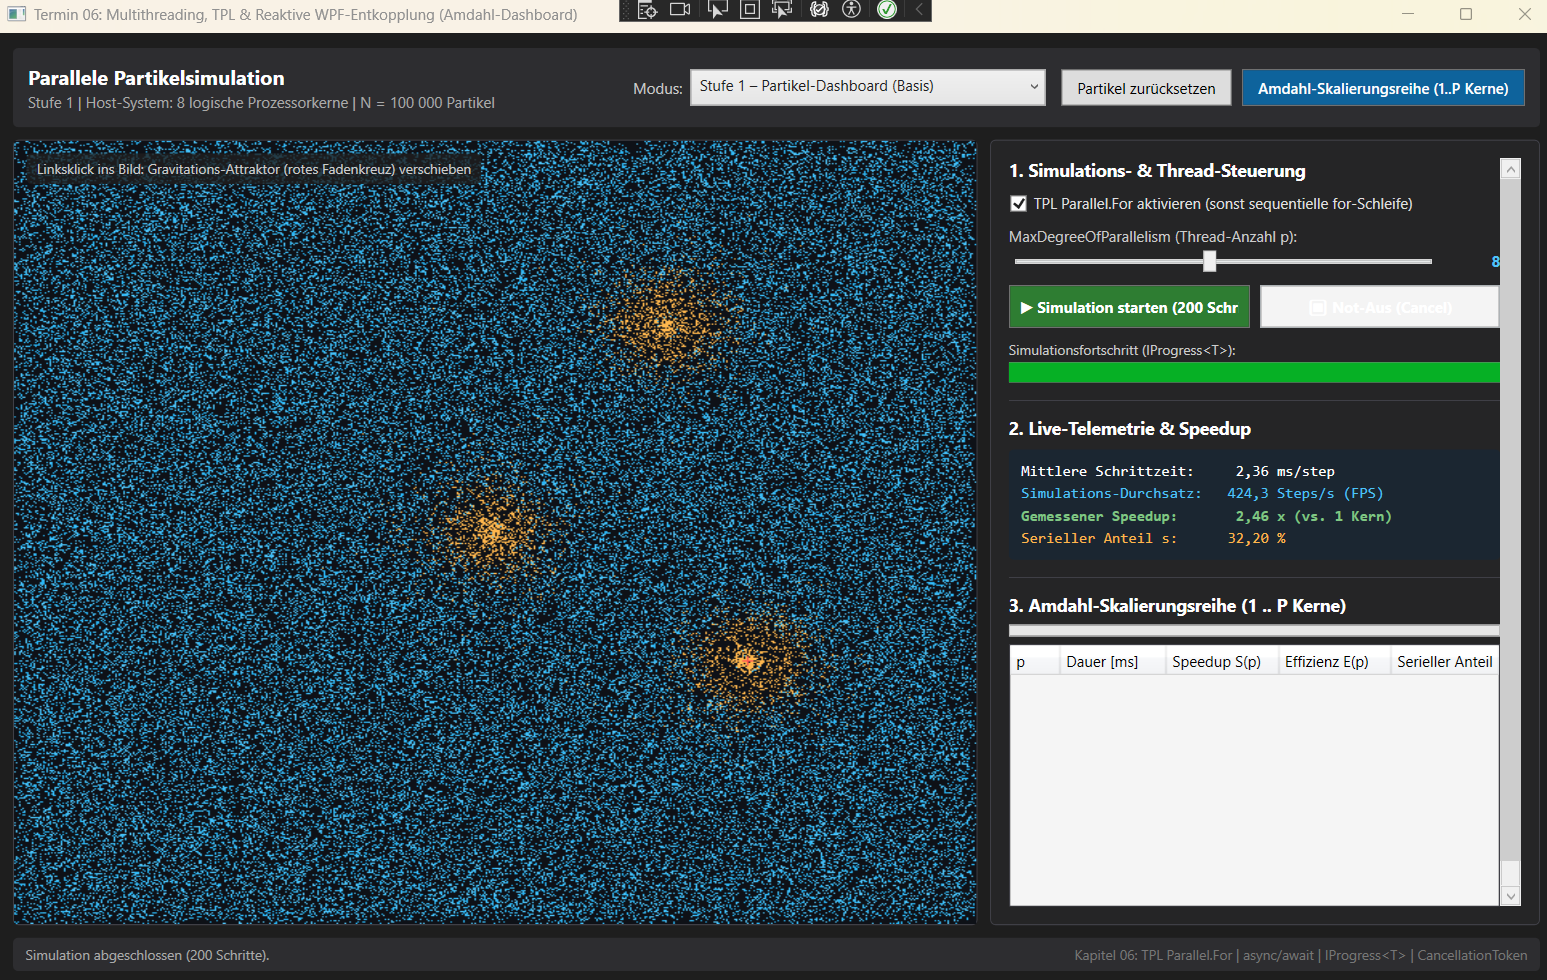 Termin 06: Multithreading, TPL & Reaktive WPF-Entkopplung (Amdahl-Dashboard)
Parallele Partikelsimulation
Stufe 1 | Host-System: 8 logische Prozessorkerne | N = 100 000 Partikel
Modus:
Stufe 1 – Partikel-Dashboard (Basis)
Partikel zurücksetzen
Amdahl-Skalierungsreihe (1..P Kerne)
Linksklick ins Bild: Gravitations-Attraktor (rotes Fadenkreuz) verschieben
1. Simulations- & Thread-Steuerung
TPL Parallel.For aktivieren (sonst sequentielle for-Schleife)
MaxDegreeOfParallelism (Thread-Anzahl p):
8
▶ Simulation starten (200 Schr
Not-Aus (Cancel)
Simulationsfortschritt (IProgress<T>):
2. Live-Telemetrie & Speedup
Mittlere Schrittzeit: 2,36 ms/step
Simulations-Durchsatz: 424,3 Steps/s (FPS)
Gemessener Speedup: 2,46 x (vs. 1 Kern)
Serieller Anteil s: 32,20 %
3. Amdahl-Skalierungsreihe (1 .. P Kerne)
p Dauer [ms] Speedup S(p) Effizienz E(p) Serieller Anteil
Simulation abgeschlossen (200 Schritte).
Kapitel 06: TPL Parallel.For | async/await | IProgress<T> | CancellationToken